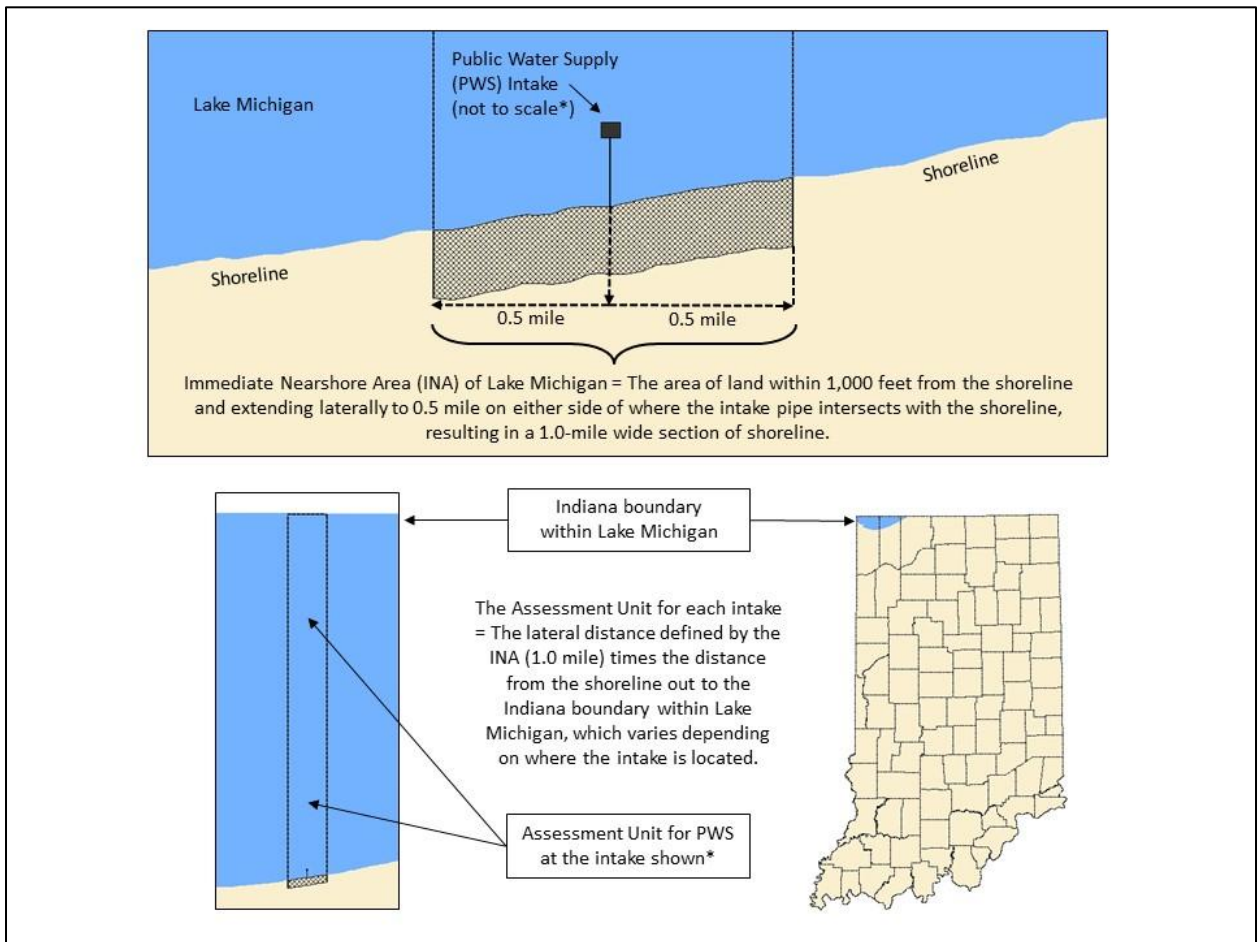 Public Water Supply
(PWS) Intake
(not to scale*)
Lake Michigan
Shoreline
Shoreline
0.5 mile
0.5 mile
Immediate Nearshore Area (INA) of Lake Michigan = The area of land within 1,000 feet from the shoreline
and extending laterally to 0.5 mile on either side of where the intake pipe intersects with the shoreline,
resulting in a 1.0-mile wide section of shoreline.
Indiana boundary
within Lake Michigan
The Assessment Unit for each intake
= The lateral distance defined by the
INA (1.0 mile) times the distance
from the shoreline out to the
Indiana boundary within Lake
Michigan, which varies depending
on where the intake is located.
Assessment Unit for PWS
at the intake shown*